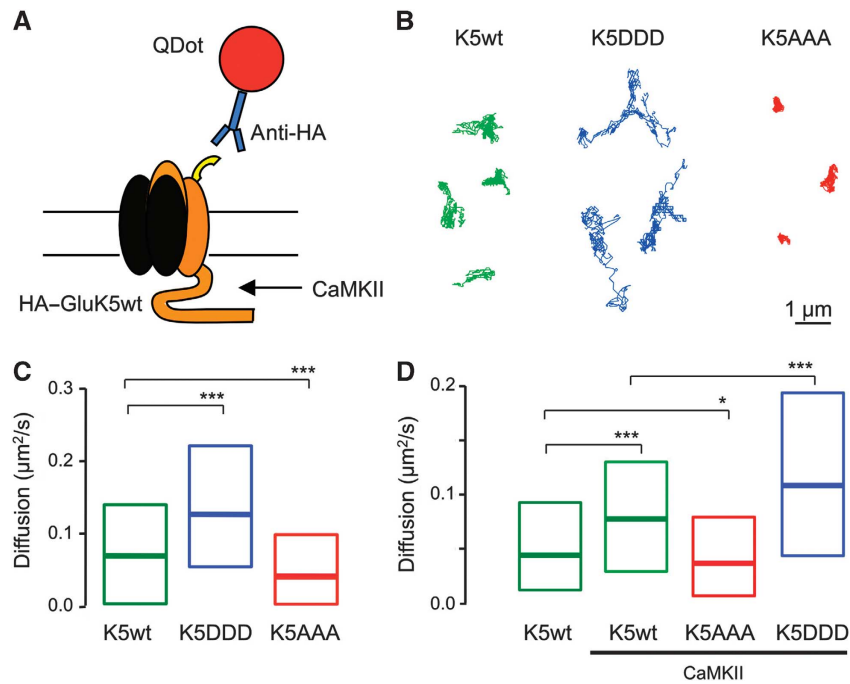 A
QDot
Anti-HA
HA–GluK5wt
CaMKII
B
K5wt K5DDD K5AAA
1 µm
C
Diffusion (µm²/s)
0.3
0.2
0.1
0.0
***
***
K5wt K5DDD K5AAA
D
Diffusion (µm²/s)
0.2
0.1
0.0
***
*
***
K5wt K5wt K5AAA K5DDD
CaMKII